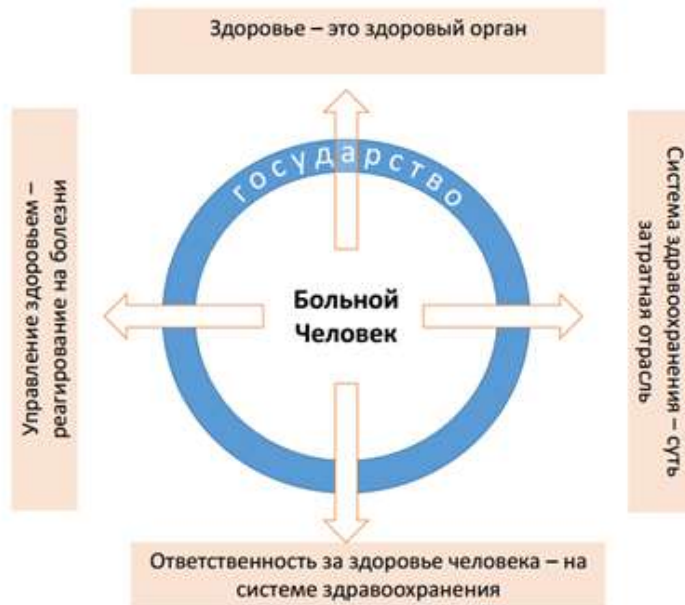 Здоровье – это здоровый орган
государство
Управление здоровьем –
реагирование на болезни
Больной
Человек
Система здравоохранения – суть
затратная отрасль
Ответственность за здоровье человека – на
системе здравоохранения